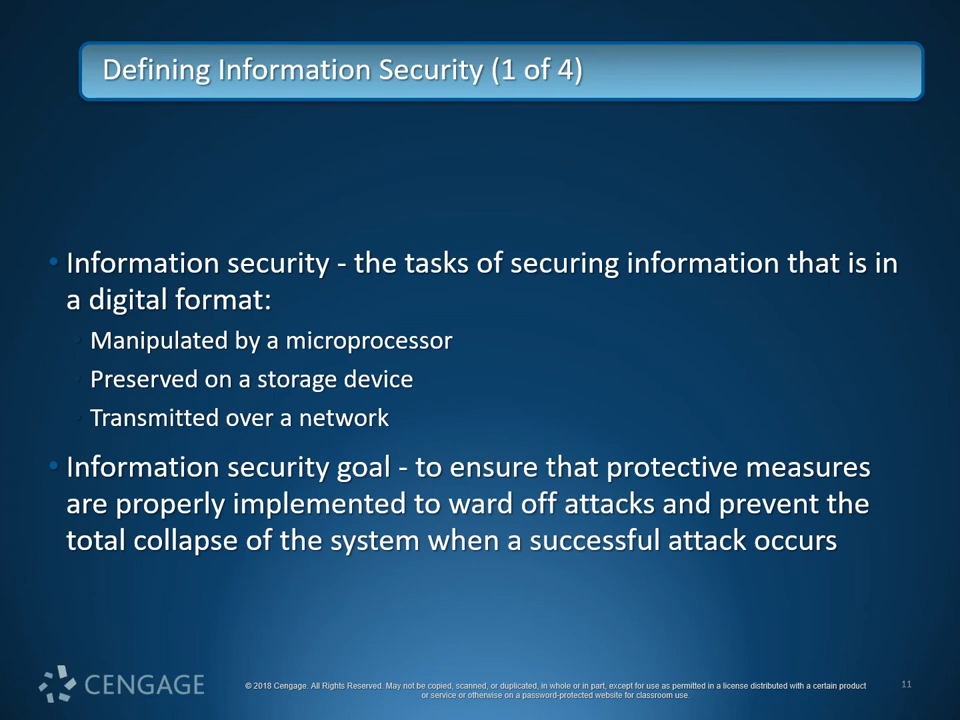 Defining Information Security (1 of 4)
• Information security - the tasks of securing information that is in
a digital format:
• Manipulated by a microprocessor
• Preserved on a storage device
• Transmitted over a network
• Information security goal - to ensure that protective measures
are properly implemented to ward off attacks and prevent the
total collapse of the system when a successful attack occurs
CENGAGE
© 2018 Cengage. All Rights Reserved. May not be copied, scanned, or duplicated, in whole or in part, except for use as permitted in a license distributed with a certain product
or service or otherwise on a password-protected website for classroom use.
11